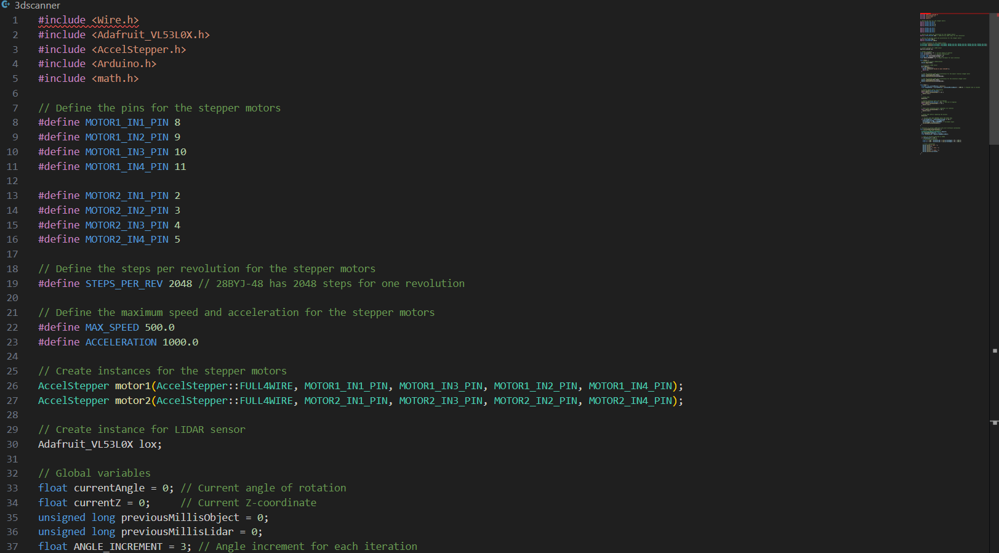 3dscanner
1 #include <Wire.h>
2 #include <Adafruit_VL53L0X.h>
3 #include <AccelStepper.h>
4 #include <Arduino.h>
5 #include <math.h>
6
7 // Define the pins for the stepper motors
8 #define MOTOR1_IN1_PIN 8
9 #define MOTOR1_IN2_PIN 9
10 #define MOTOR1_IN3_PIN 10
11 #define MOTOR1_IN4_PIN 11
12
13 #define MOTOR2_IN1_PIN 2
14 #define MOTOR2_IN2_PIN 3
15 #define MOTOR2_IN3_PIN 4
16 #define MOTOR2_IN4_PIN 5
17
18 // Define the steps per revolution for the stepper motors
19 #define STEPS_PER_REV 2048 // 28BYJ-48 has 2048 steps for one revolution
20
21 // Define the maximum speed and acceleration for the stepper motors
22 #define MAX_SPEED 500.0
23 #define ACCELERATION 1000.0
24
25 // Create instances for the stepper motors
26 AccelStepper motor1(AccelStepper::FULL4WIRE, MOTOR1_IN1_PIN, MOTOR1_IN3_PIN, MOTOR1_IN2_PIN, MOTOR1_IN4_PIN);
27 AccelStepper motor2(AccelStepper::FULL4WIRE, MOTOR2_IN1_PIN, MOTOR2_IN3_PIN, MOTOR2_IN2_PIN, MOTOR2_IN4_PIN);
28
29 // Create instance for LIDAR sensor
30 Adafruit_VL53L0X lox;
31
32 // Global variables
33 float currentAngle = 0; // Current angle of rotation
34 float currentZ = 0;     // Current Z-coordinate
35 unsigned long previousMillisObject = 0;
36 unsigned long previousMillisLidar = 0;
37 float ANGLE_INCREMENT = 3; // Angle increment for each iteration